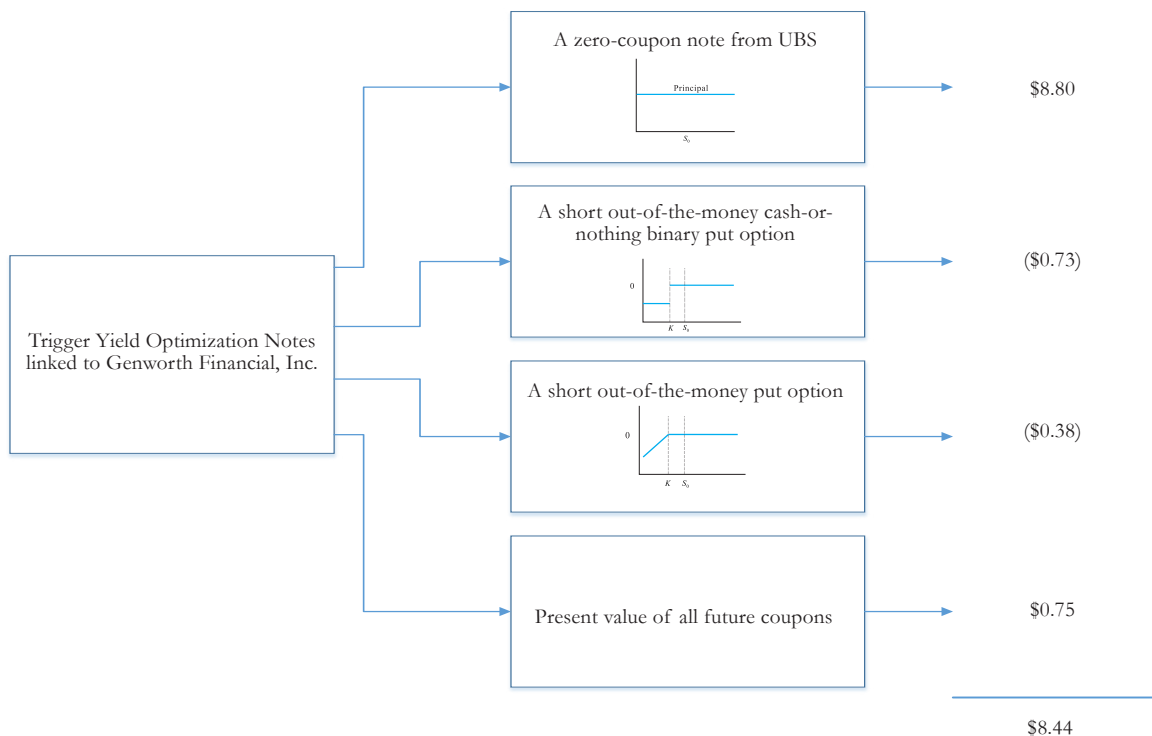 A zero-coupon note from UBS
Principal
S₀
$8.80
A short out-of-the-money cash-or-
nothing binary put option
0
K
S₀
($0.73)
Trigger Yield Optimization Notes
linked to Genworth Financial, Inc.
A short out-of-the-money put option
0
K
S₀
($0.38)
Present value of all future coupons
$0.75
$8.44